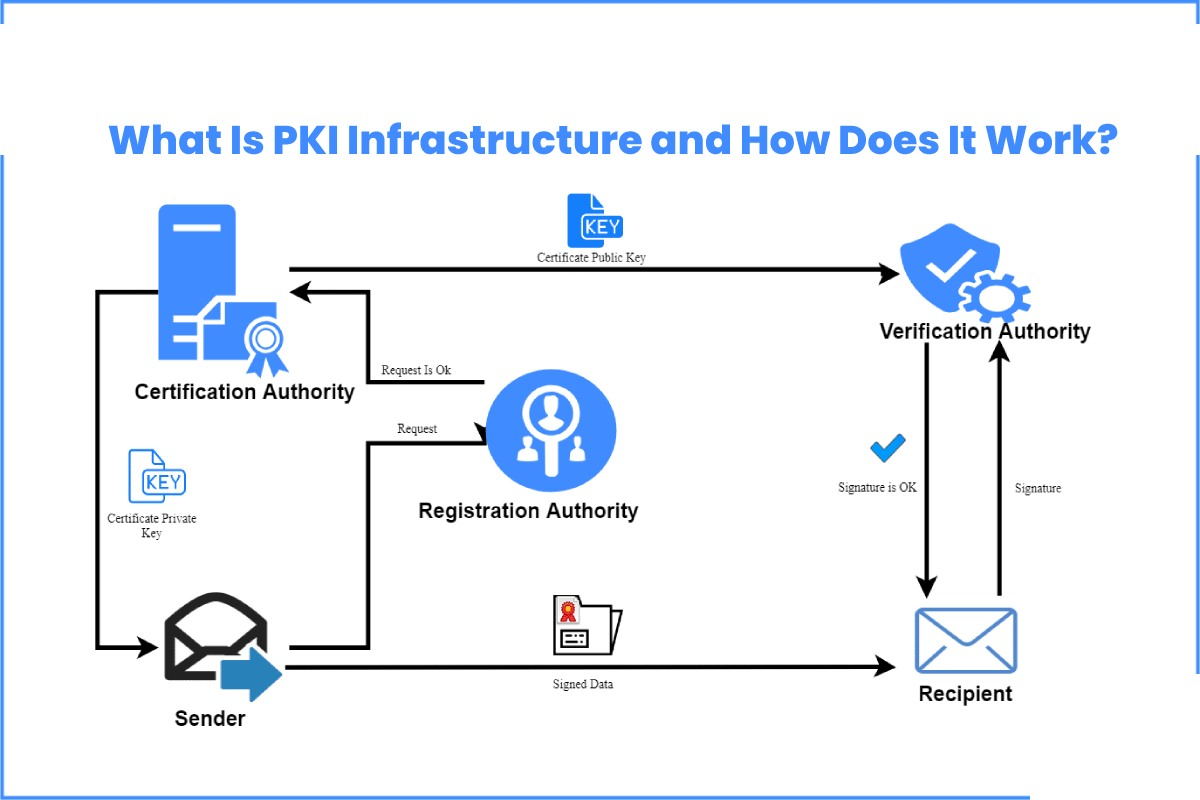 What Is PKI Infrastructure and How Does It Work?
KEY
Certificate Public Key
Verification Authority
Certification Authority
Request Is Ok
Request
Registration Authority
KEY
Certificate Private
Key
Signature is OK
Signature
Signed Data
Sender
Recipient